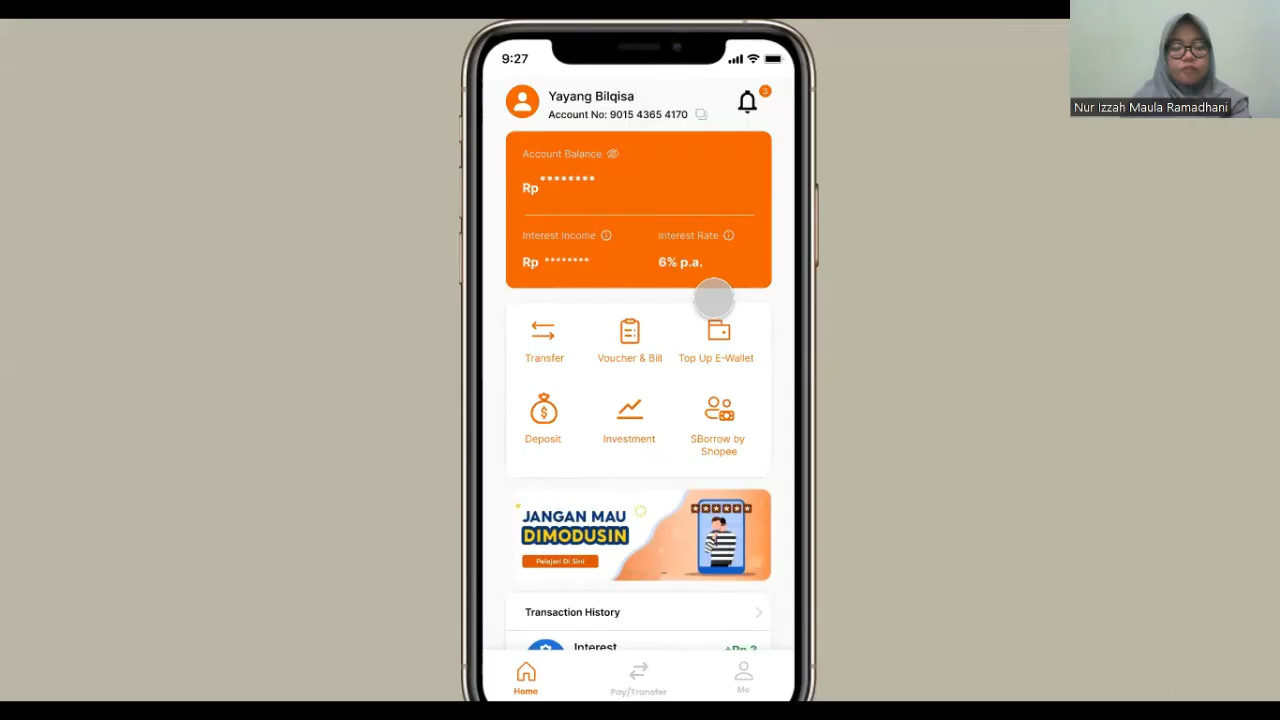 9:27
Yayang Bilqisa
3
Account No: 9015 4365 4170
Nur Izzah Maula Ramadhani
Account Balance
Rp ********
Interest Income
Interest Rate
Rp ********
6% p.a.
Transfer
Voucher & Bill
Top Up E-Wallet
Deposit
Investment
SBorrow by
Shopee
JANGAN MAU
DIMODUSIN
Pelajari Di Sini
Transaction History
Interest
Home
Pay/Transfer
Me